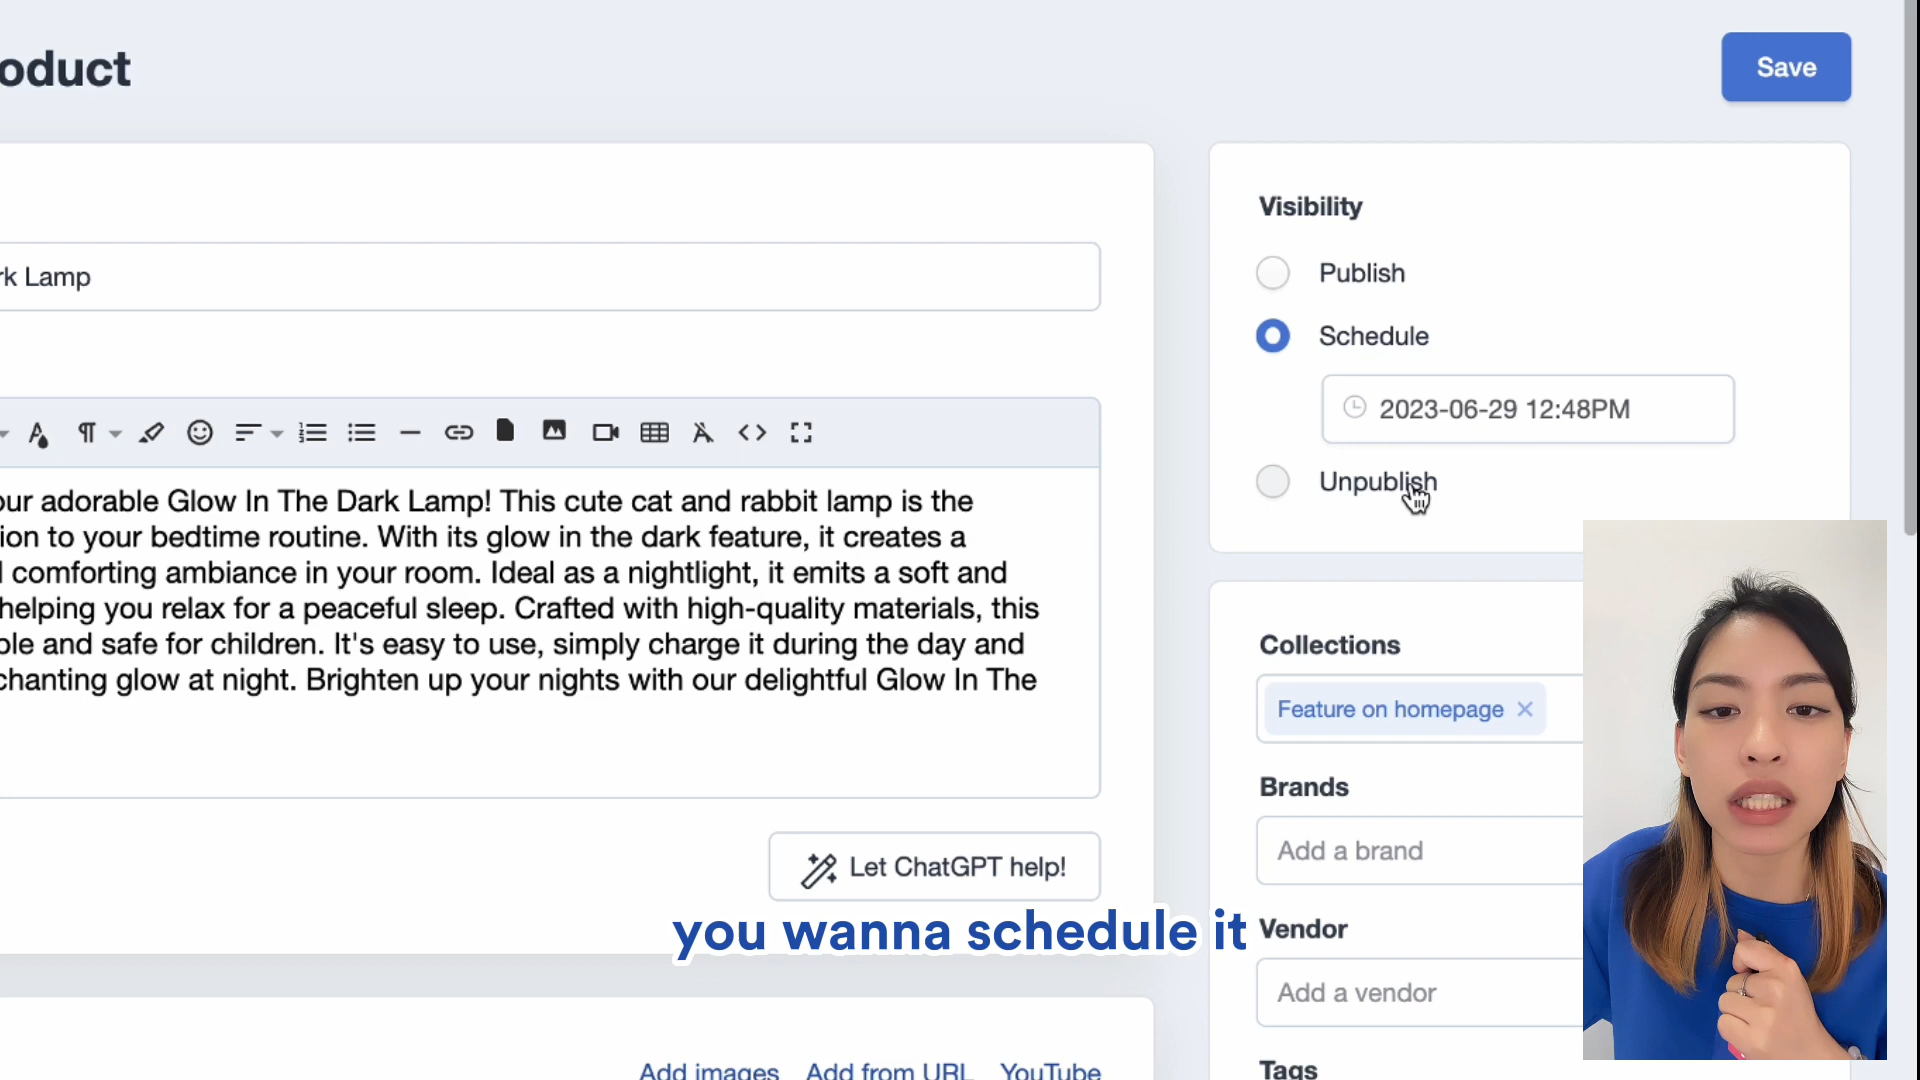 oduct
Save
rk Lamp
our adorable Glow In The Dark Lamp! This cute cat and rabbit lamp is the
ion to your bedtime routine. With its glow in the dark feature, it creates a
comforting ambiance in your room. Ideal as a nightlight, it emits a soft and
helping you relax for a peaceful sleep. Crafted with high-quality materials, this
ble and safe for children. It's easy to use, simply charge it during the day and
chanting glow at night. Brighten up your nights with our delightful Glow In The
Let ChatGPT help!
you wanna schedule it
Add images Add from URL YouTube
Visibility
Publish
Schedule
2023-06-29 12:48PM
Unpublish
Collections
Feature on homepage
Brands
Add a brand
Vendor
Add a vendor
Tags